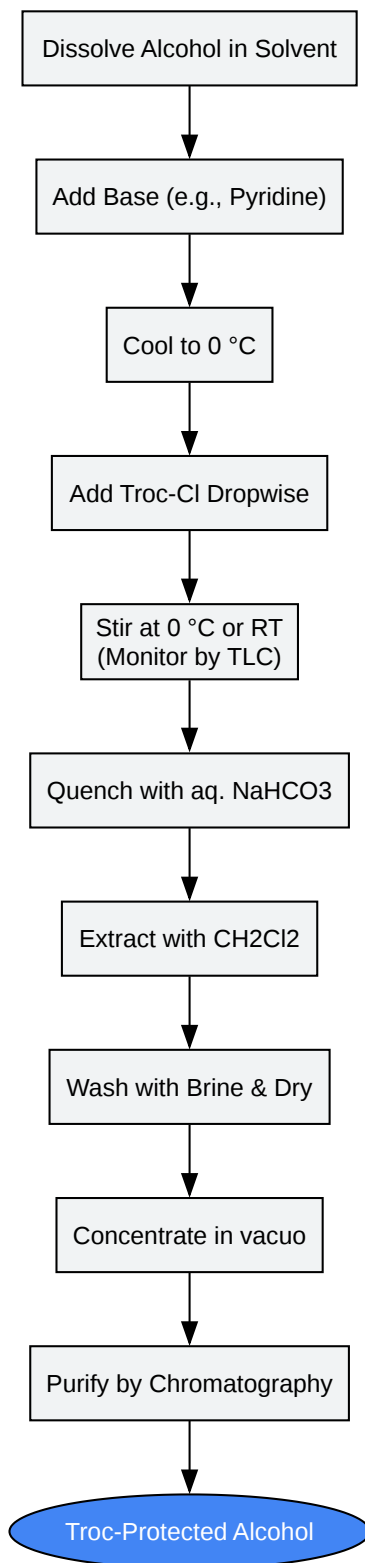 Dissolve Alcohol in Solvent
Add Base (e.g., Pyridine)
Cool to 0 °C
Add Troc-Cl Dropwise
Stir at 0 °C or RT
(Monitor by TLC)
Quench with aq. NaHCO3
Extract with CH2Cl2
Wash with Brine & Dry
Concentrate in vacuo
Purify by Chromatography
Troc-Protected Alcohol